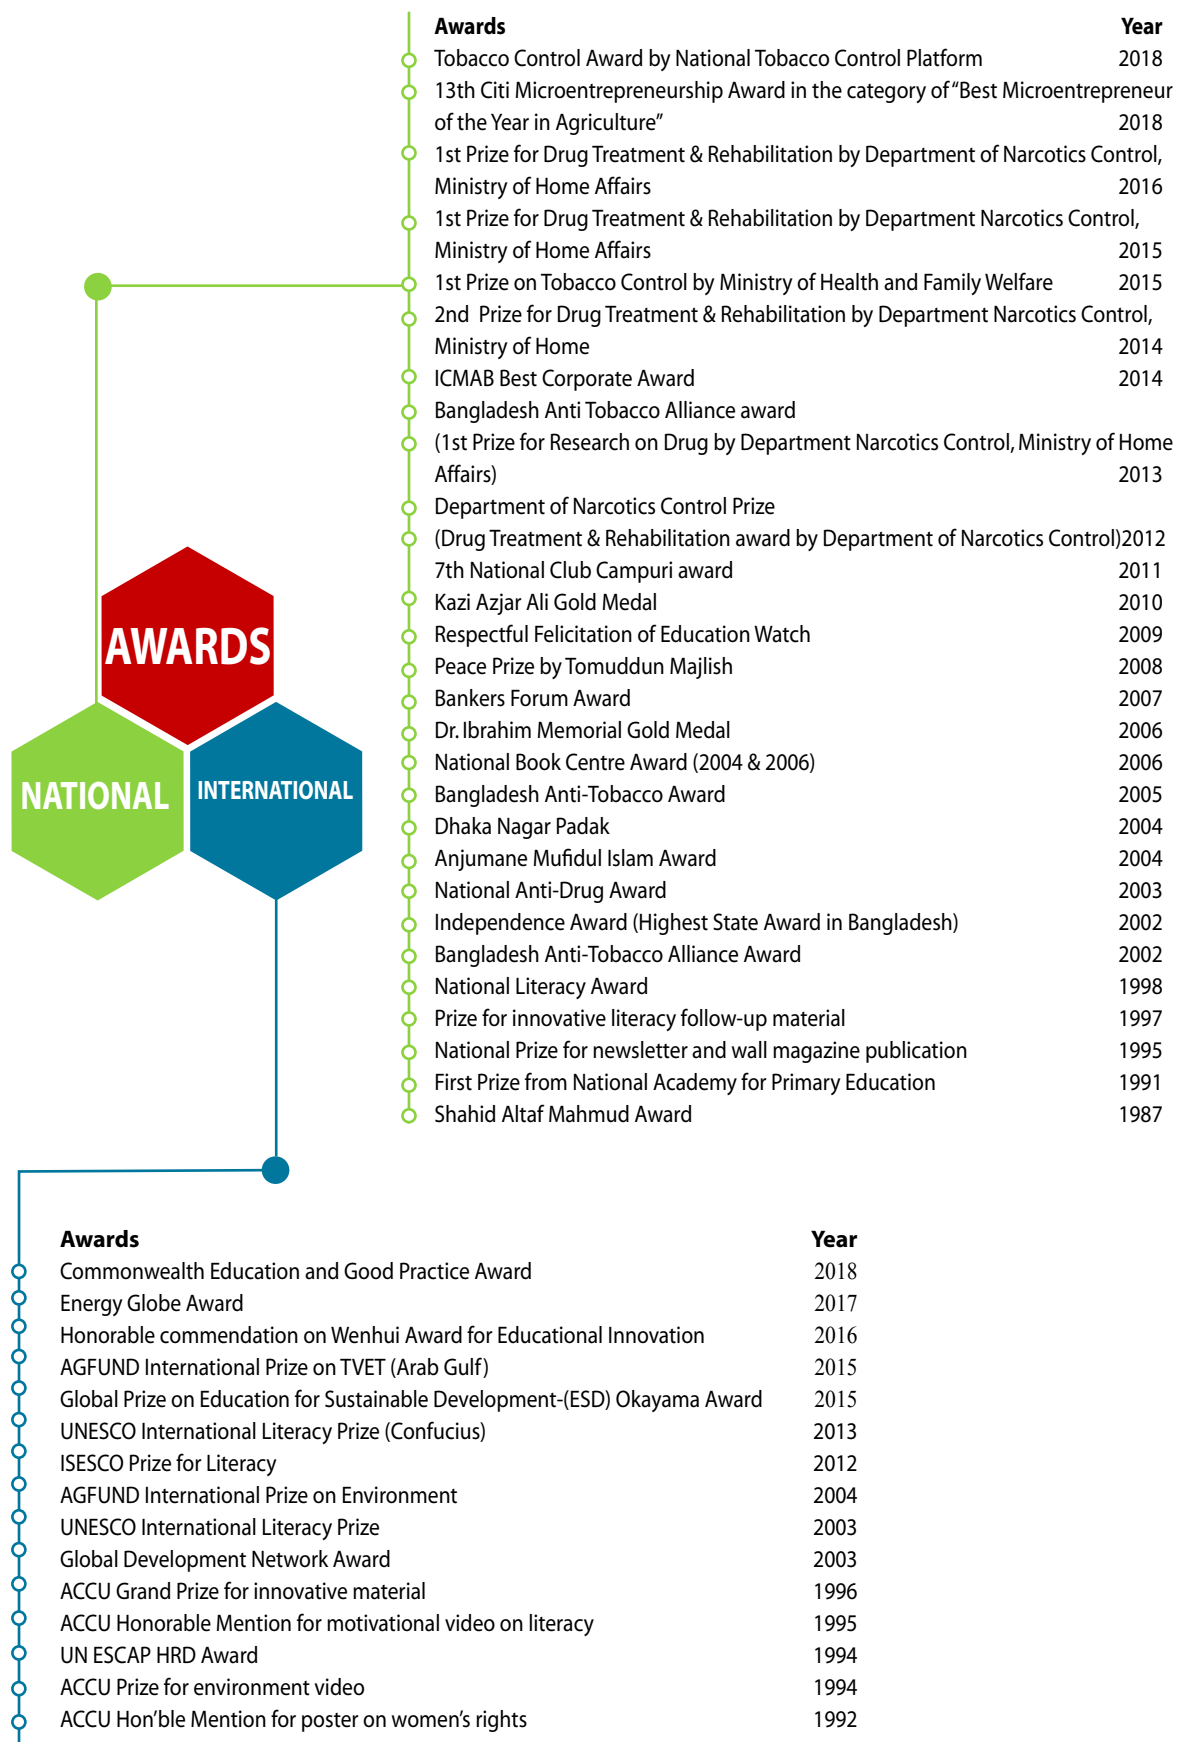 Awards Year
Tobacco Control Award by National Tobacco Control Platform 2018
13th Citi Microentrepreneurship Award in the category of “Best Microentrepreneur
of the Year in Agriculture” 2018
1st Prize for Drug Treatment & Rehabilitation by Department of Narcotics Control,
Ministry of Home Affairs 2016
1st Prize for Drug Treatment & Rehabilitation by Department Narcotics Control,
Ministry of Home Affairs 2015
1st Prize on Tobacco Control by Ministry of Health and Family Welfare 2015
2nd Prize for Drug Treatment & Rehabilitation by Department Narcotics Control,
Ministry of Home 2014
ICMAB Best Corporate Award 2014
Bangladesh Anti Tobacco Alliance award
(1st Prize for Research on Drug by Department Narcotics Control, Ministry of Home
Affairs) 2013
Department of Narcotics Control Prize
(Drug Treatment & Rehabilitation award by Department of Narcotics Control)2012
7th National Club Campuri award 2011
Kazi Azjar Ali Gold Medal 2010
Respectful Felicitation of Education Watch 2009
Peace Prize by Tomuddun Majlish 2008
Bankers Forum Award 2007
Dr. Ibrahim Memorial Gold Medal 2006
National Book Centre Award (2004 & 2006) 2006
Bangladesh Anti-Tobacco Award 2005
Dhaka Nagar Padak 2004
Anjumane Mufidul Islam Award 2004
National Anti-Drug Award 2003
Independence Award (Highest State Award in Bangladesh) 2002
Bangladesh Anti-Tobacco Alliance Award 2002
National Literacy Award 1998
Prize for innovative literacy follow-up material 1997
National Prize for newsletter and wall magazine publication 1995
First Prize from National Academy for Primary Education 1991
Shahid Altaf Mahmud Award 1987
AWARDS
NATIONAL
INTERNATIONAL
Awards Year
Commonwealth Education and Good Practice Award 2018
Energy Globe Award 2017
Honorable commendation on Wenhui Award for Educational Innovation 2016
AGFUND International Prize on TVET (Arab Gulf) 2015
Global Prize on Education for Sustainable Development-(ESD) Okayama Award 2015
UNESCO International Literacy Prize (Confucius) 2013
ISESCO Prize for Literacy 2012
AGFUND International Prize on Environment 2004
UNESCO International Literacy Prize 2003
Global Development Network Award 2003
ACCU Grand Prize for innovative material 1996
ACCU Honorable Mention for motivational video on literacy 1995
UN ESCAP HRD Award 1994
ACCU Prize for environment video 1994
ACCU Hon’ble Mention for poster on women’s rights 1992